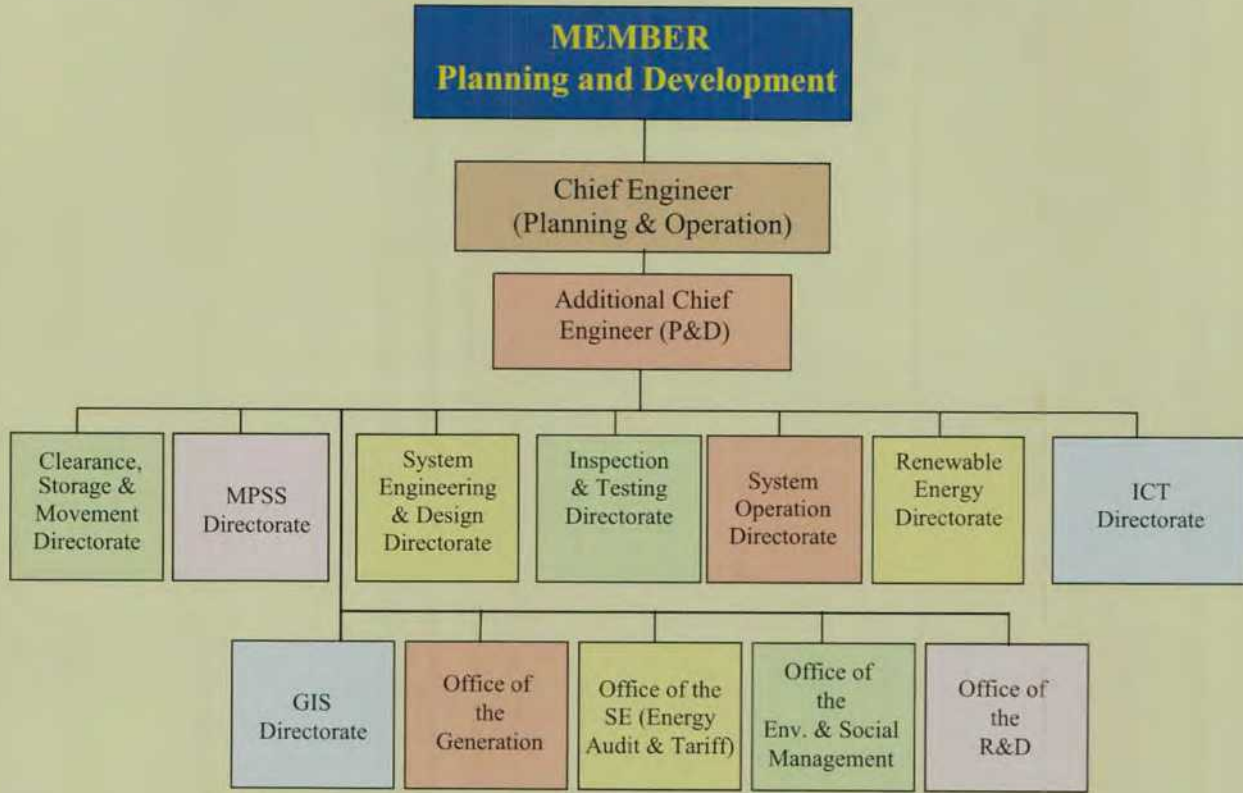 MEMBER
Planning and Development
Chief Engineer
(Planning & Operation)
Additional Chief
Engineer (P&D)
Clearance,
Storage &
Movement
Directorate
MPSS
Directorate
System
Engineering
& Design
Directorate
Inspection
& Testing
Directorate
System
Operation
Directorate
Renewable
Energy
Directorate
ICT
Directorate
GIS
Directorate
Office of
the
Generation
Office of the
SE (Energy
Audit & Tariff)
Office of
the
Env. & Social
Management
Office of
the
R&D